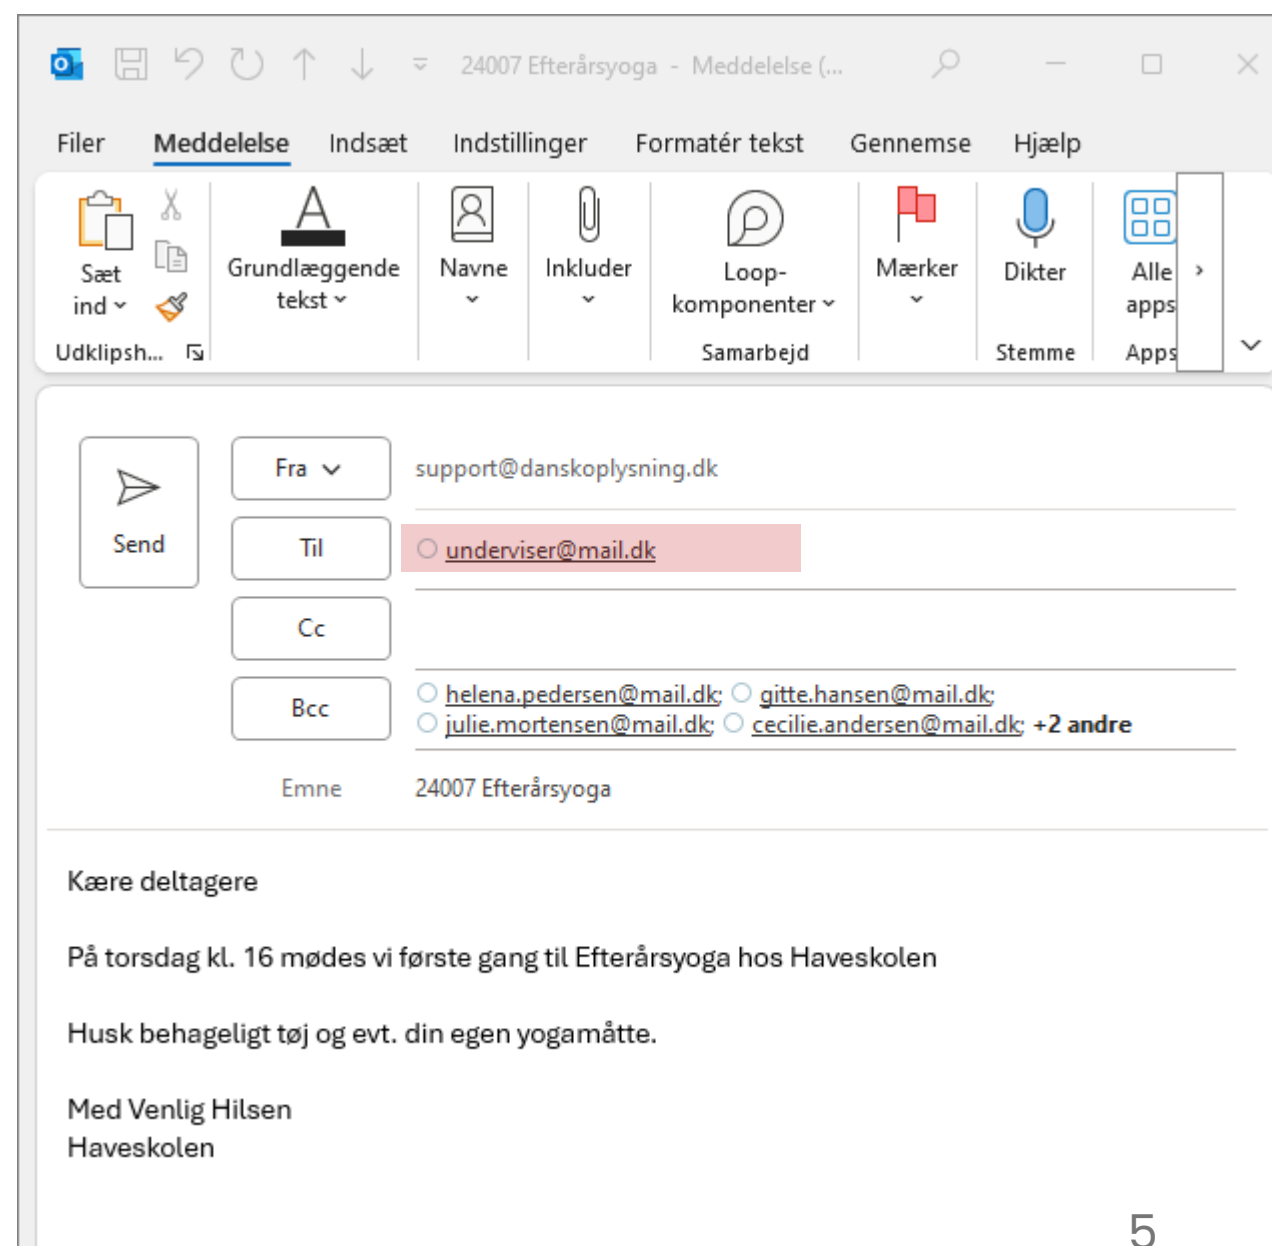 24007 Efterårsyoga - Meddelelse (...
Filer Meddelelse Indsæt Indstillinger Formatér tekst Gennemse Hjælp
Sæt ind
Grundlæggende tekst
Navne
Inkluder
Loop-komponenter
Mærker
Dikter
Alle apps
Udklipsh... Samarbejd Stemme Apps
Send
Fra support@danskoplysning.dk
Til underviser@mail.dk
Cc
Bcc helena.pedersen@mail.dk; gitte.hansen@mail.dk;
julie.mortensen@mail.dk; cecilie.andersen@mail.dk; +2 andre
Emne 24007 Efterårsyoga
Kære deltagere
På torsdag kl. 16 mødes vi første gang til Efterårsyoga hos Haveskolen
Husk behageligt tøj og evt. din egen yogamåtte.
Med Venlig Hilsen
Haveskolen
5